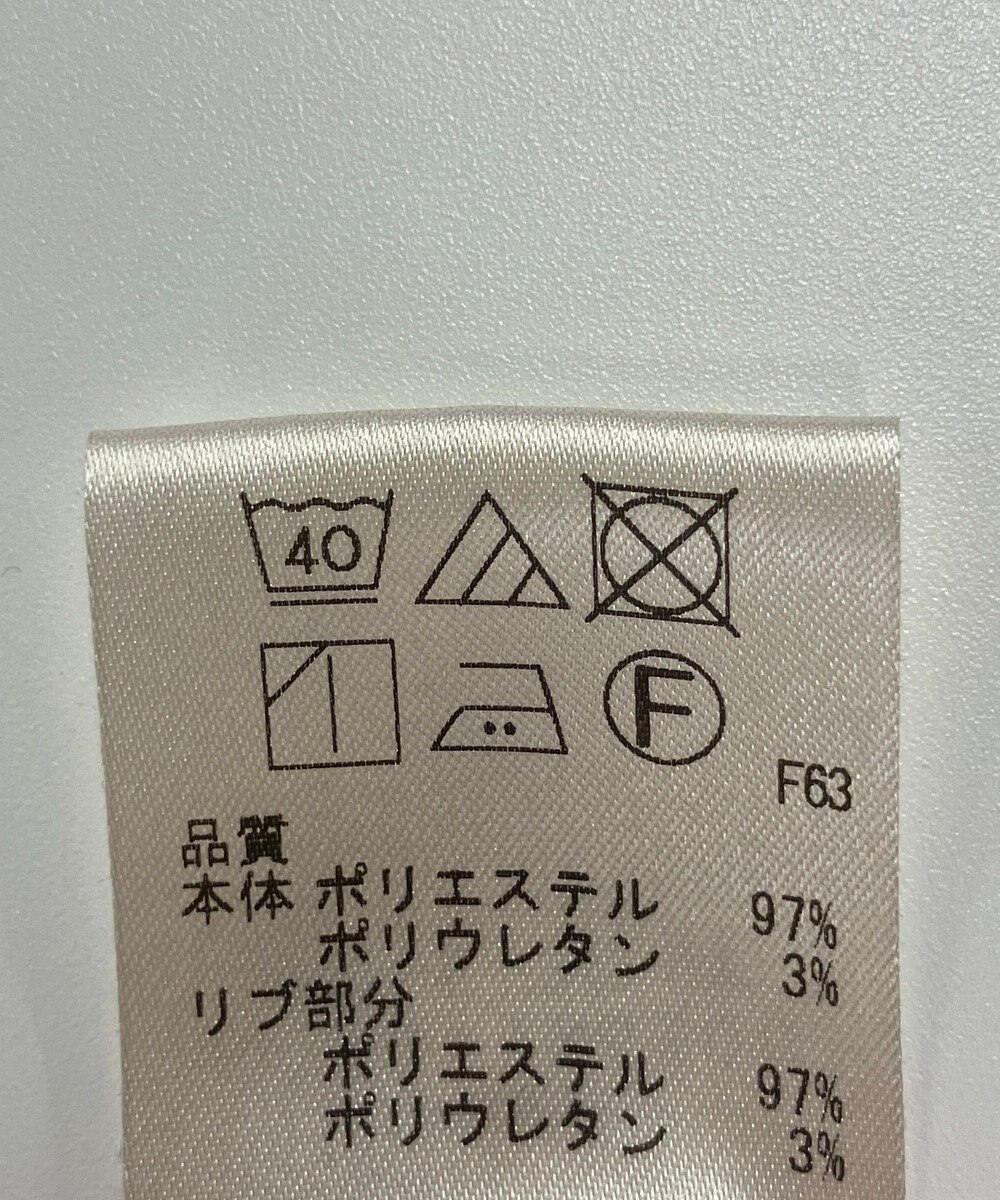 40
F
F63
品質
本体 ポリエステル 97%
ポリウレタン 3%
リブ部分
ポリエステル 97%
ポリウレタン 3%